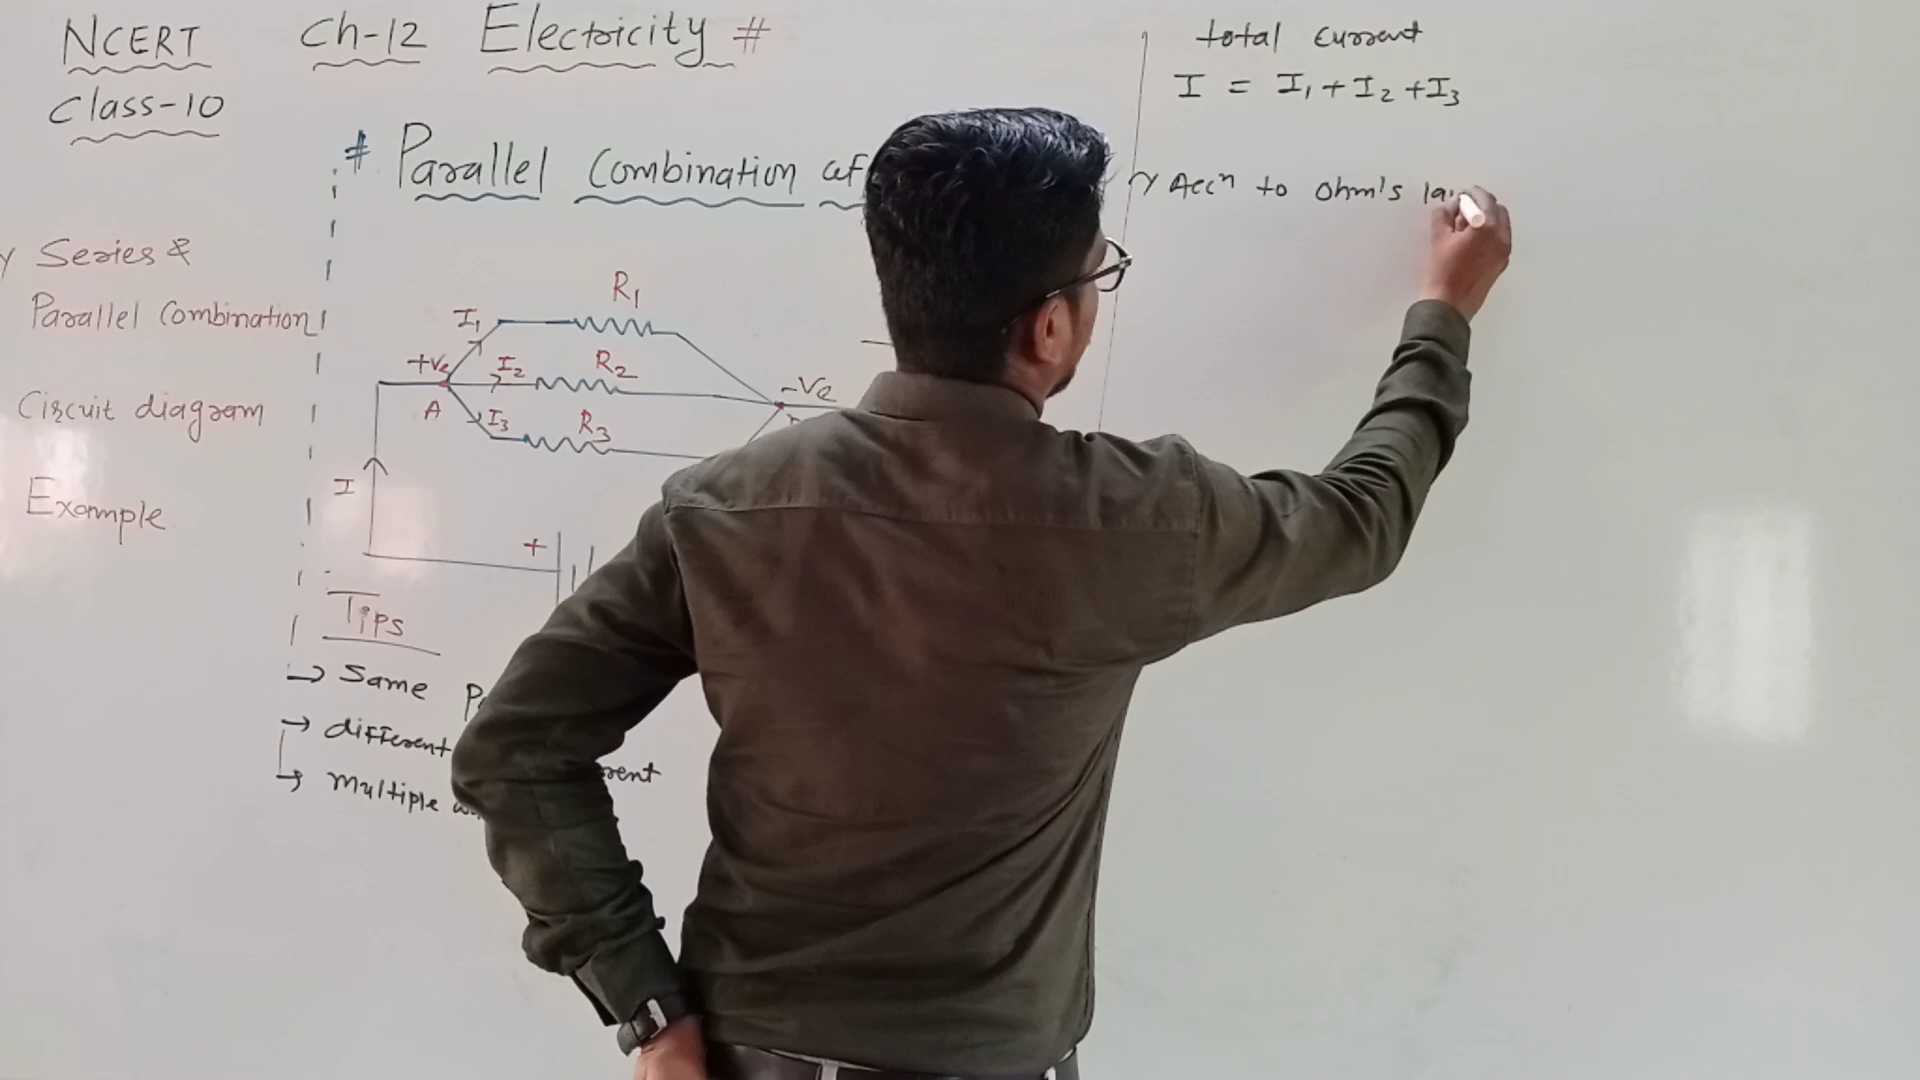 NCERT Ch-12 Electricity #
Class-10
# Parallel Combination of
Series &
Parallel Combination
Circuit diagram
Example
R1
I1
+Ve
I2
R2
-Ve
A
I3
R3
I
+
Tips
→ Same
→ different
rent
→ Multiple
total current
I = I1 + I2 + I3
Accn to Ohm's